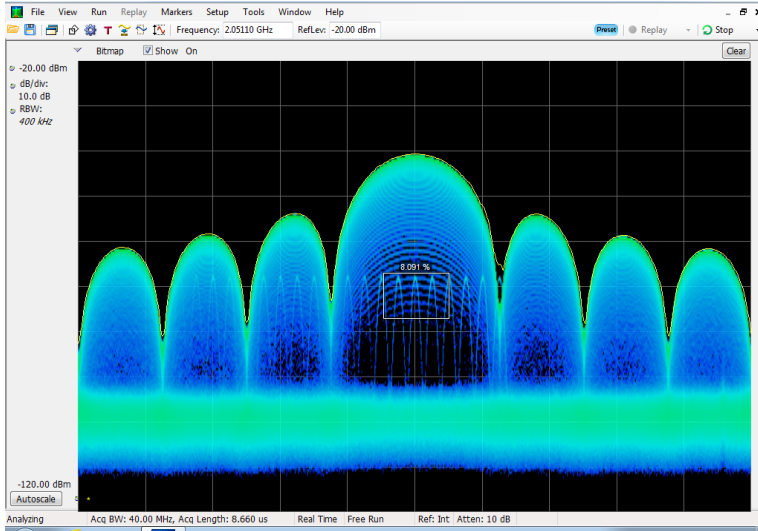 File View Run Replay Markers Setup Tools Window Help
Frequency: 2.05110 GHz RefLev: -20.00 dBm Preset Replay Stop
Bitmap Show On Clear
-20.00 dBm
dB/div:
10.0 dB
RBW:
400 kHz
8.091 %
-120.00 dBm
Autoscale
Analyzing Acq BW: 40.00 MHz, Acq Length: 8.660 us Real Time Free Run Ref: Int Atten: 10 dB